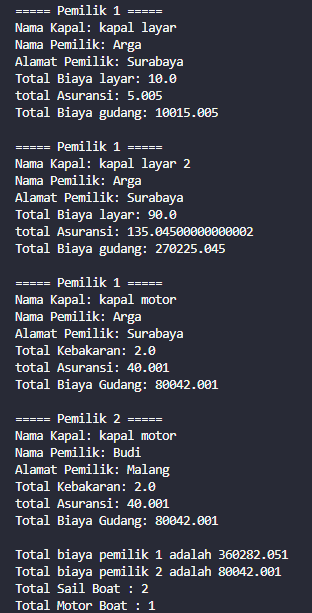 ===== Pemilik 1 =====
Nama Kapal: kapal layar
Nama Pemilik: Arga
Alamat Pemilik: Surabaya
Total Biaya layar: 10.0
total Asuransi: 5.005
Total Biaya gudang: 10015.005
===== Pemilik 1 =====
Nama Kapal: kapal layar 2
Nama Pemilik: Arga
Alamat Pemilik: Surabaya
Total Biaya layar: 90.0
total Asuransi: 135.04500000000002
Total Biaya gudang: 270225.045
===== Pemilik 1 =====
Nama Kapal: kapal motor
Nama Pemilik: Arga
Alamat Pemilik: Surabaya
Total Kebakaran: 2.0
total Asuransi: 40.001
Total Biaya Gudang: 80042.001
===== Pemilik 2 =====
Nama Kapal: kapal motor
Nama Pemilik: Budi
Alamat Pemilik: Malang
Total Kebakaran: 2.0
total Asuransi: 40.001
Total Biaya Gudang: 80042.001
Total biaya pemilik 1 adalah 360282.051
Total biaya pemilik 2 adalah 80042.001
Total Sail Boat : 2
Total Motor Boat : 1